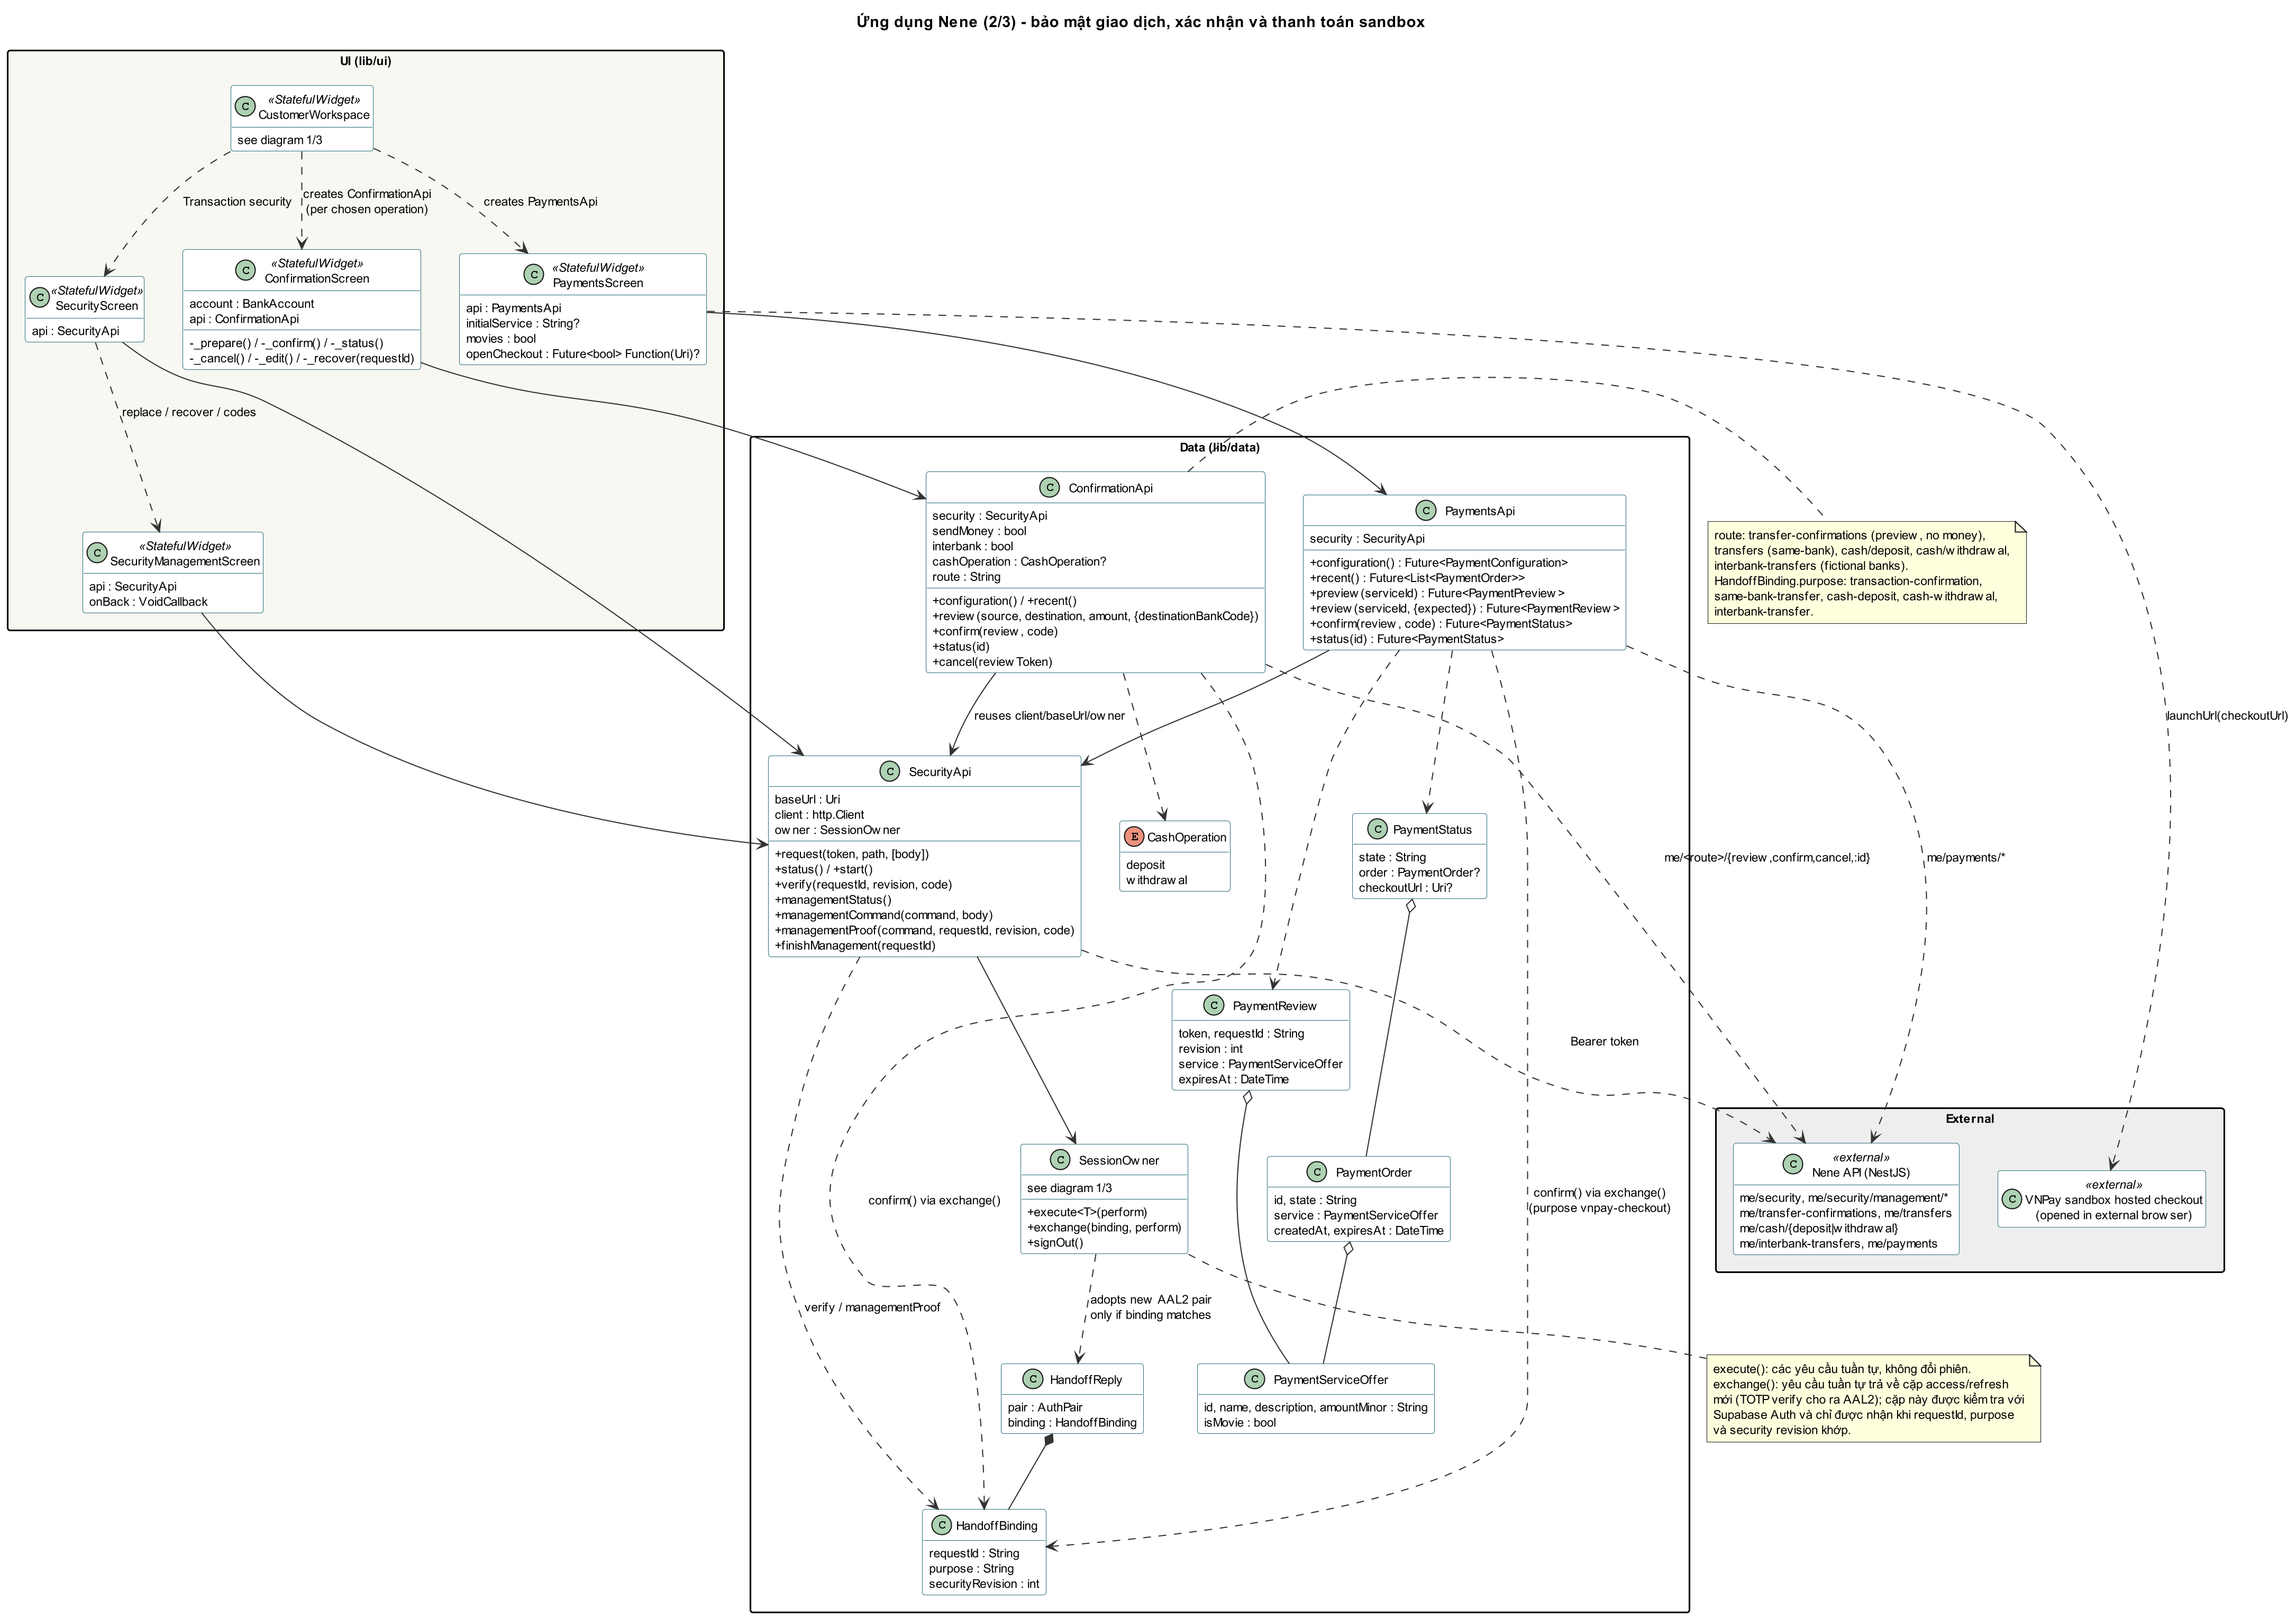 Ứng dụng Nene (2/3) - bảo mật giao dịch, xác nhận và thanh toán sandbox
UI (lib/ui)
C
«StatefulWidget»
CustomerWorkspace
see diagram 1/3
Transaction security
creates ConfirmationApi
(per chosen operation)
creates PaymentsApi
C
«StatefulWidget»
SecurityScreen
api : SecurityApi
C
«StatefulWidget»
ConfirmationScreen
account : BankAccount
api : ConfirmationApi
-_prepare() / -_confirm() / -_status()
-_cancel() / -_edit() / -_recover(requestId)
C
«StatefulWidget»
PaymentsScreen
api : PaymentsApi
initialService : String?
movies : bool
openCheckout : Future<bool> Function(Uri)?
replace / recover / codes
C
«StatefulWidget»
SecurityManagementScreen
api : SecurityApi
onBack : VoidCallback
Data (lib/data)
C
ConfirmationApi
security : SecurityApi
sendMoney : bool
interbank : bool
cashOperation : CashOperation?
route : String
+configuration() / +recent()
+review(source, destination, amount, {destinationBankCode})
+confirm(review, code)
+status(id)
+cancel(reviewToken)
C
PaymentsApi
security : SecurityApi
+configuration() : Future<PaymentConfiguration>
+recent() : Future<List<PaymentOrder>>
+preview(serviceId) : Future<PaymentPreview>
+review(serviceId, {expected}) : Future<PaymentReview>
+confirm(review, code) : Future<PaymentStatus>
+status(id) : Future<PaymentStatus>
route: transfer-confirmations (preview, no money),
transfers (same-bank), cash/deposit, cash/withdrawal,
interbank-transfers (fictional banks).
HandoffBinding.purpose: transaction-confirmation,
same-bank-transfer, cash-deposit, cash-withdrawal,
interbank-transfer.
reuses client/baseUrl/owner
launchUrl(checkoutUrl)
C
SecurityApi
baseUrl : Uri
client : http.Client
owner : SessionOwner
+request(token, path, [body])
+status() / +start()
+verify(requestId, revision, code)
+managementStatus()
+managementCommand(command, body)
+managementProof(command, requestId, revision, code)
+finishManagement(requestId)
E
CashOperation
deposit
withdrawal
C
PaymentStatus
state : String
order : PaymentOrder?
checkoutUrl : Uri?
me/<route>/{review,confirm,cancel,:id}
me/payments/*
C
PaymentReview
token, requestId : String
revision : int
service : PaymentServiceOffer
expiresAt : DateTime
Bearer token
External
C
«external»
Nene API (NestJS)
me/security, me/security/management/*
me/transfer-confirmations, me/transfers
me/cash/{deposit|withdrawal}
me/interbank-transfers, me/payments
C
«external»
VNPay sandbox hosted checkout
(opened in external browser)
C
SessionOwner
see diagram 1/3
+execute<T>(perform)
+exchange(binding, perform)
+signOut()
C
PaymentOrder
id, state : String
service : PaymentServiceOffer
createdAt, expiresAt : DateTime
confirm() via exchange()
confirm() via exchange()
(purpose vnpay-checkout)
verify / managementProof
adopts new AAL2 pair
only if binding matches
C
HandoffReply
pair : AuthPair
binding : HandoffBinding
C
PaymentServiceOffer
id, name, description, amountMinor : String
isMovie : bool
execute(): các yêu cầu tuần tự, không đổi phiên.
exchange(): yêu cầu tuần tự trả về cặp access/refresh
mới (TOTP verify cho ra AAL2); cặp này được kiểm tra với
Supabase Auth và chỉ được nhận khi requestId, purpose
và security revision khớp.
C
HandoffBinding
requestId : String
purpose : String
securityRevision : int